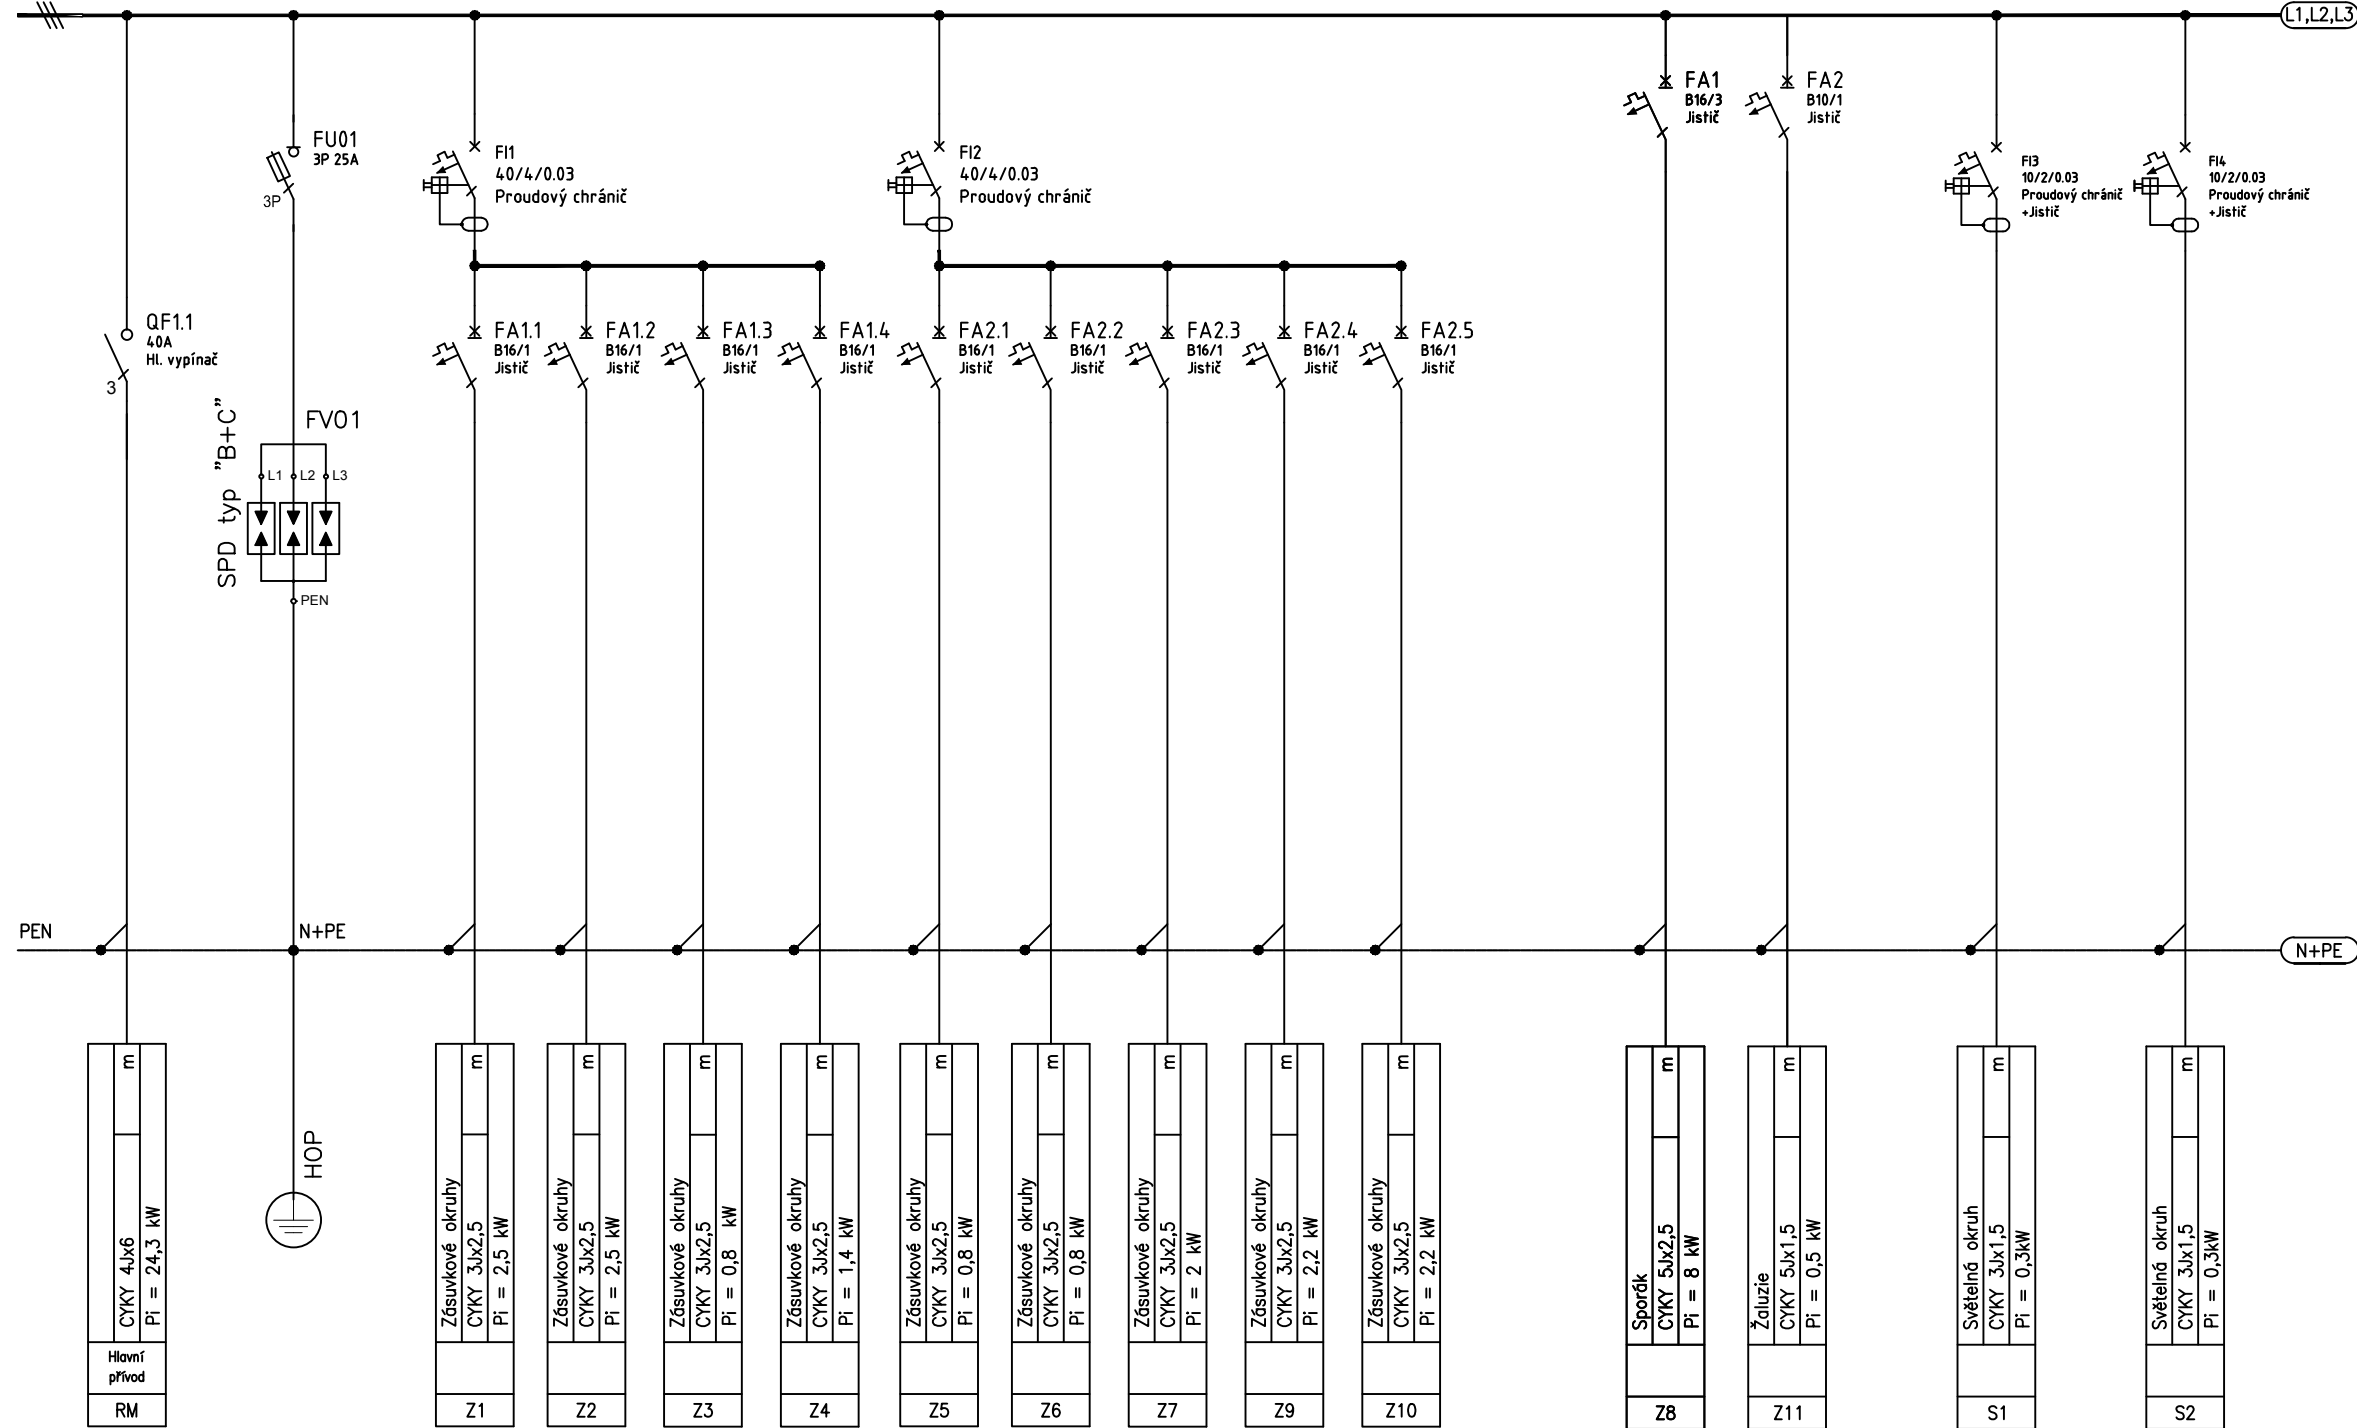 L1,L2,L3
FA1
B16/3
Jistič
FA2
B10/1
Jistič
FU01
3P 25A
3P
FI1
40/4/0.03
Proudový chránič
FI2
40/4/0.03
Proudový chránič
FI3
10/2/0.03
Proudový chránič
+Jistič
FI4
10/2/0.03
Proudový chránič
+Jistič
QF1.1
40A
Hl. vypínač
3
FA1.1
B16/1
Jistič
FA1.2
B16/1
Jistič
FA1.3
B16/1
Jistič
FA1.4
B16/1
Jistič
FA2.1
B16/1
Jistič
FA2.2
B16/1
Jistič
FA2.3
B16/1
Jistič
FA2.4
B16/1
Jistič
FA2.5
B16/1
Jistič
SPD typ "B+C"
FV01
L1
L2
L3
PEN
PEN
N+PE
N+PE
HOP
CYKY 4Jx6
m
Pi = 24,3 kW
Hlavní
přívod
RM
Zásuvkové okruhy
CYKY 3Jx2,5
m
Pi = 2,5 kW
Z1
Zásuvkové okruhy
CYKY 3Jx2,5
m
Pi = 2,5 kW
Z2
Zásuvkové okruhy
CYKY 3Jx2,5
m
Pi = 0,8 kW
Z3
Zásuvkové okruhy
CYKY 3Jx2,5
m
Pi = 1,4 kW
Z4
Zásuvkové okruhy
CYKY 3Jx2,5
m
Pi = 0,8 kW
Z5
Zásuvkové okruhy
CYKY 3Jx2,5
m
Pi = 0,8 kW
Z6
Zásuvkové okruhy
CYKY 3Jx2,5
m
Pi = 2 kW
Z7
Zásuvkové okruhy
CYKY 3Jx2,5
m
Pi = 2,2 kW
Z9
Zásuvkové okruhy
CYKY 3Jx2,5
m
Pi = 2,2 kW
Z10
Sporák
CYKY 5Jx2,5
m
Pi = 8 kW
Z8
Žaluzie
CYKY 5Jx1,5
m
Pi = 0,5 kW
Z11
Světelná okruh
CYKY 3Jx1,5
m
Pi = 0,3kW
S1
Světelná okruh
CYKY 3Jx1,5
m
Pi = 0,3kW
S2